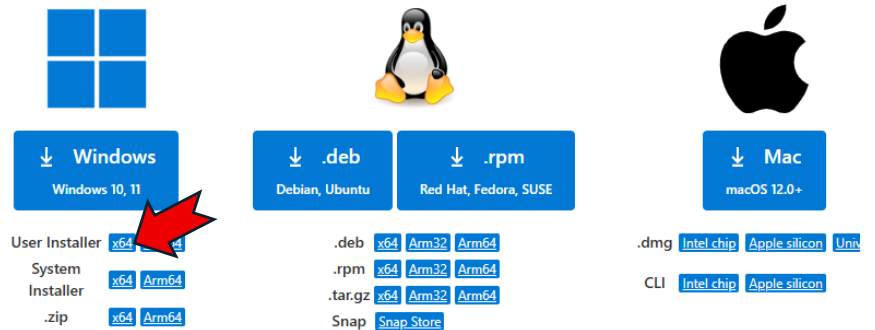 Windows
Windows 10, 11
User Installer x64
System Installer x64 Arm64
.zip x64 Arm64
.deb
Debian, Ubuntu
.rpm
Red Hat, Fedora, SUSE
.deb x64 Arm32 Arm64
.rpm x64 Arm32 Arm64
.tar.gz x64 Arm32 Arm64
Snap Snap Store
Mac
macOS 12.0+
.dmg Intel chip Apple silicon Univ
CLI Intel chip Apple silicon